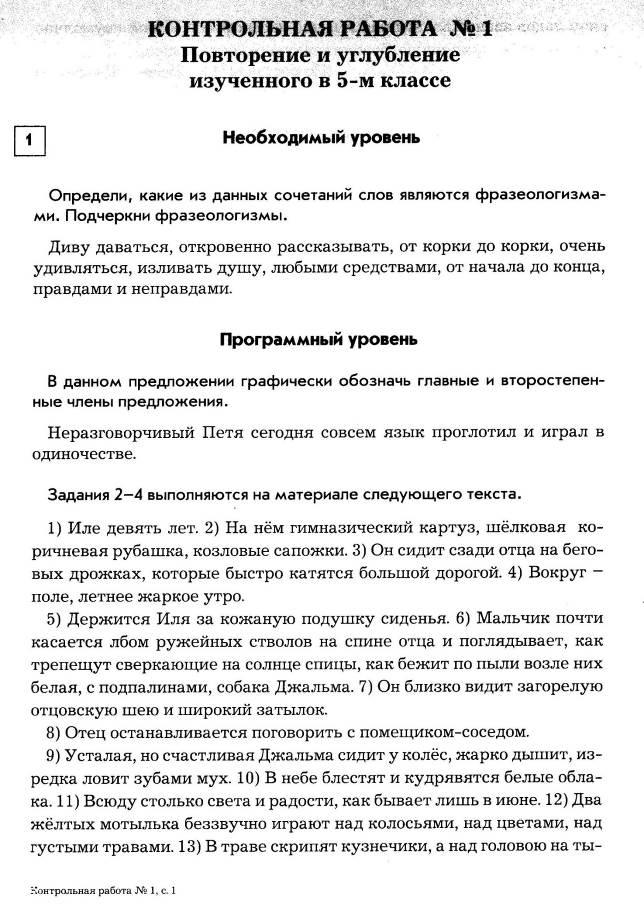 КОНТРОЛЬНАЯ РАБОТА № 1
Повторение и углубление
изученного в 5-м классе
1
Необходимый уровень
Определи, какие из данных сочетаний слов являются фразеологизма-
ми. Подчеркни фразеологизмы.
Диву даваться, откровенно рассказывать, от корки до корки, очень
удивляться, изливать душу, любыми средствами, от начала до конца,
правдами и неправдами.
Программный уровень
В данном предложении графически обозначь главные и второстепен-
ные члены предложения.
Неразговорчивый Петя сегодня совсем язык проглотил и играл в
одиночестве.
Задания 2–4 выполняются на материале следующего текста.
1) Иле девять лет. 2) На нём гимназический картуз, шёлковая ко-
ричневая рубашка, козловые сапожки. 3) Он сидит сзади отца на бего-
вых дрожках, которые быстро катятся большой дорогой. 4) Вокруг –
поле, летнее жаркое утро.
5) Держится Иля за кожаную подушку сиденья. 6) Мальчик почти
касается лбом ружейных стволов на спине отца и поглядывает, как
трепещут сверкающие на солнце спицы, как бежит по пыли возле них
белая, с подпалинами, собака Джальма. 7) Он близко видит загорелую
отцовскую шею и широкий затылок.
8) Отец останавливается поговорить с помещиком-соседом.
9) Усталая, но счастливая Джальма сидит у колёс, жарко дышит, из-
редка ловит зубами мух. 10) В небе блестят и кудрявятся белые обла-
ка. 11) Всюду столько света и радости, как бывает лишь в июне. 12) Два
жёлтых мотылька беззвучно играют над колосьями, над цветами, над
густыми травами. 13) В траве скрипят кузнечики, а над головою на ты-
Контрольная работа № 1, с. 1